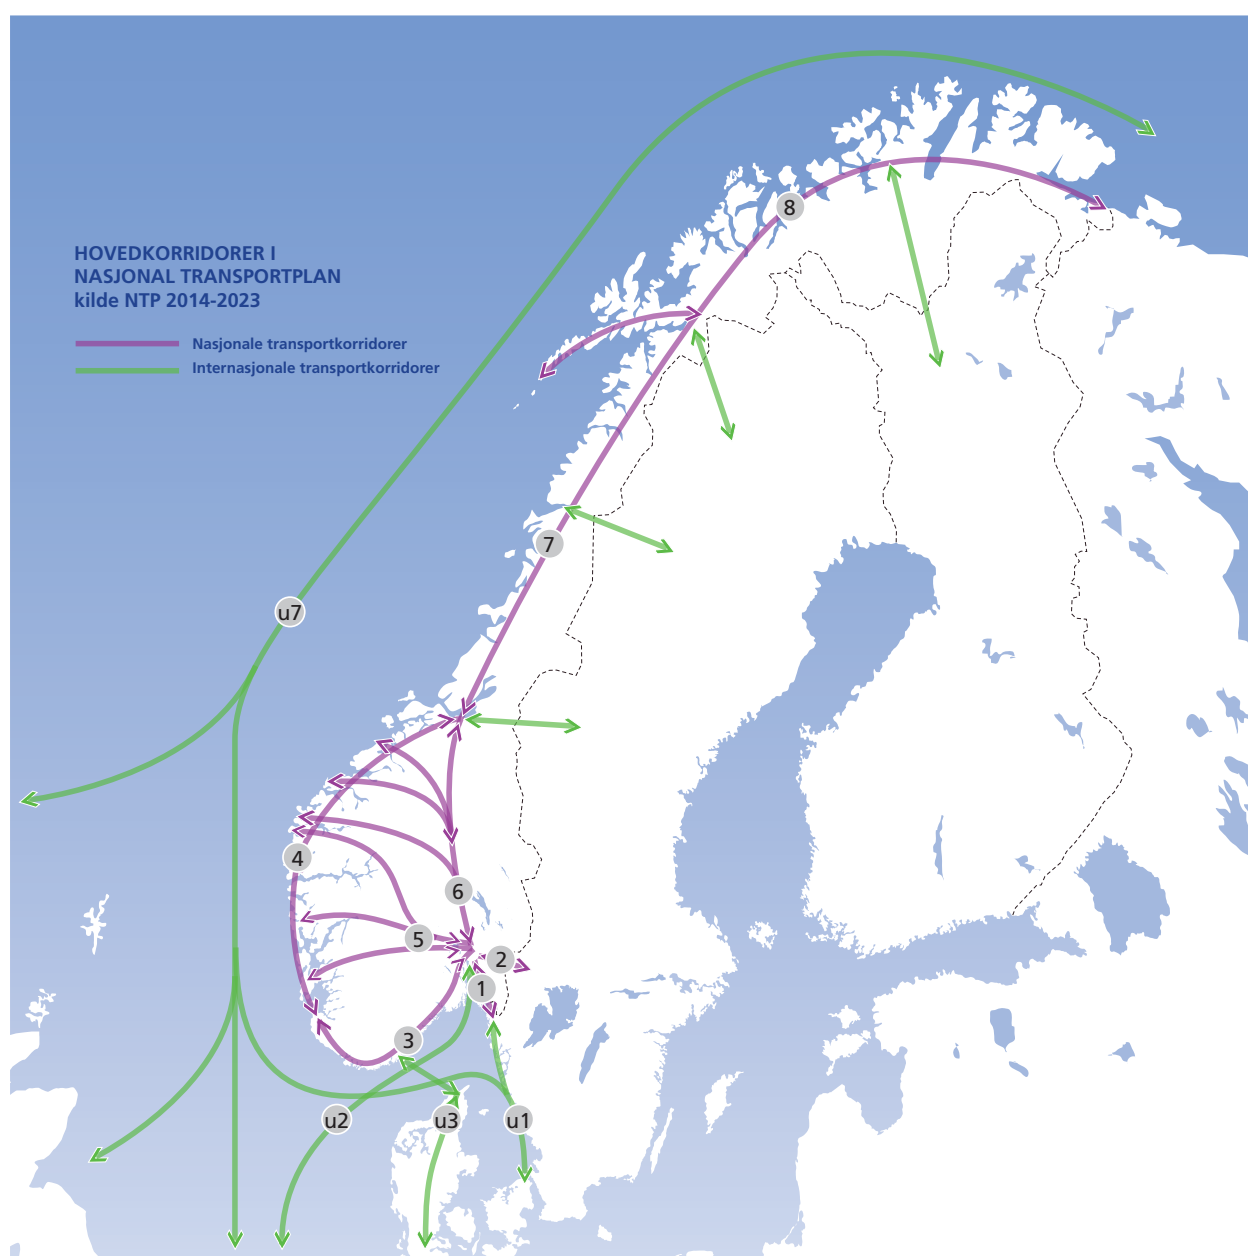 HOVEDKORRIDORER I
NASJONAL TRANSPORTPLAN
kilde NTP 2014-2023
Nasjonale transportkorridorer
Internasjonale transportkorridorer
8
7
u7
4
6
5
2
1
3
u2
u3
u1